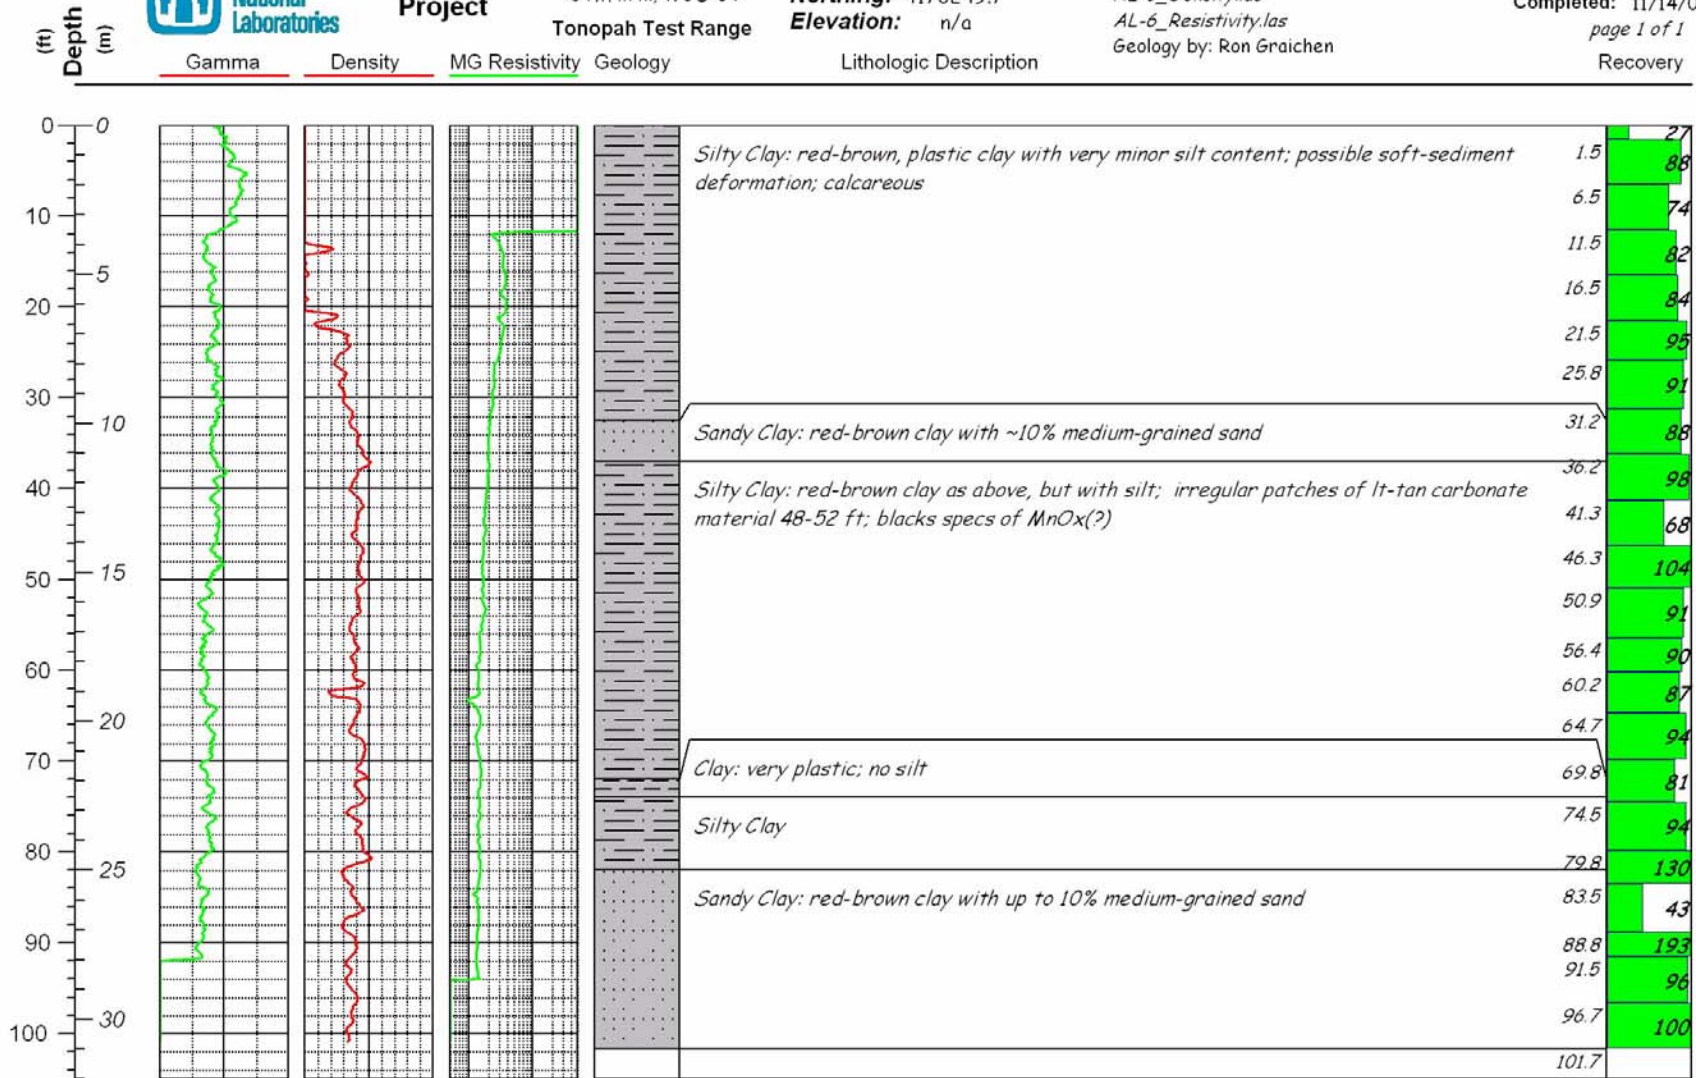 National
Laboratories
Project
Tonopah Test Range
Northing:
Elevation: n/a
AL-6_Resistivity.las
Geology by: Ron Graichen
Completed: 11/14/0
page 1 of 1
(ft)
Depth
(m)
Gamma
Density
MG Resistivity
Geology
Lithologic Description
Recovery
0
10
20
30
40
50
60
70
80
90
100
0
5
10
15
20
25
30
Silty Clay: red-brown, plastic clay with very minor silt content; possible soft-sediment
deformation; calcareous
Sandy Clay: red-brown clay with ~10% medium-grained sand
Silty Clay: red-brown clay as above, but with silt; irregular patches of lt-tan carbonate
material 48-52 ft; blacks specs of MnOx(?)
Clay: very plastic; no silt
Silty Clay
Sandy Clay: red-brown clay with up to 10% medium-grained sand
1.5
6.5
11.5
16.5
21.5
25.8
31.2
36.2
41.3
46.3
50.9
56.4
60.2
64.7
69.8
74.5
79.8
83.5
88.8
91.5
96.7
101.7
27
88
74
82
84
95
91
88
98
68
104
91
90
87
94
81
94
130
43
193
96
100